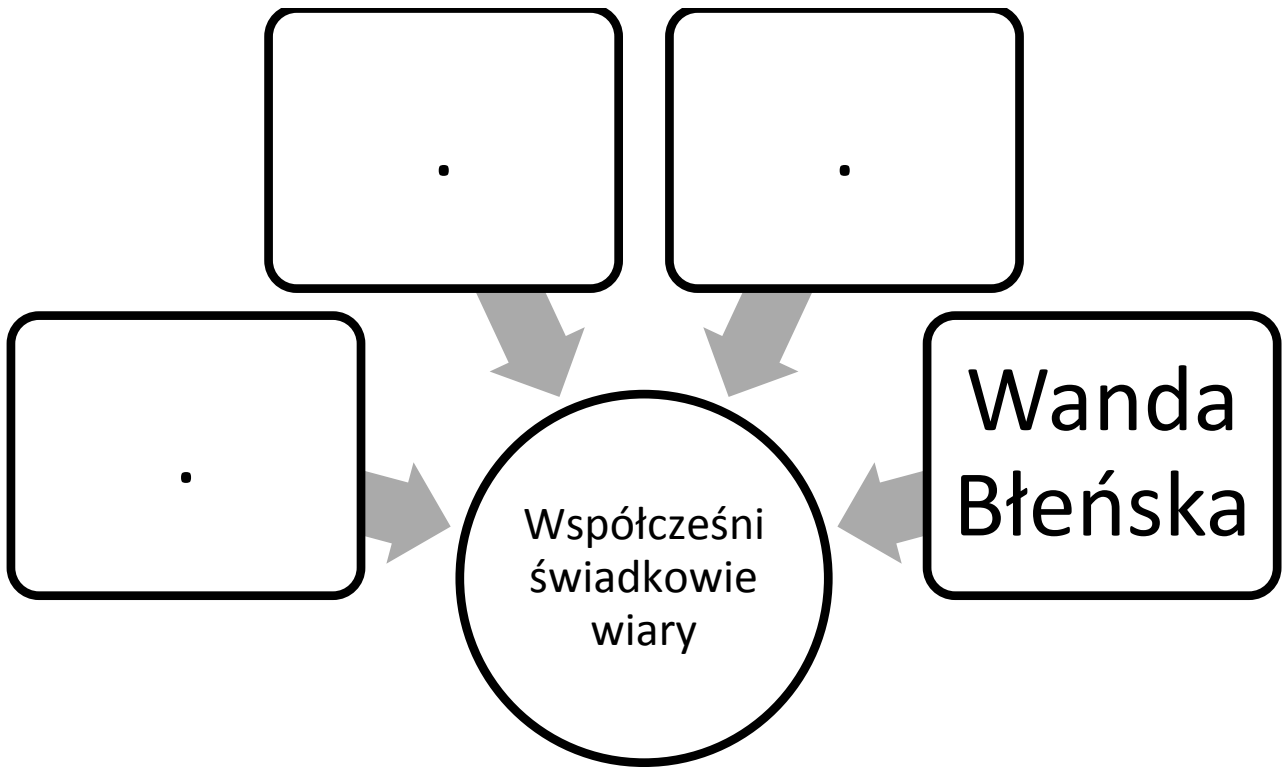 .
.
.
Wanda
Błeńska
Współcześni
świadkowie
wiary